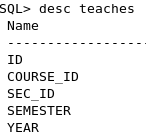 SQL> desc teaches
Name
------------------
ID
COURSE_ID
SEC_ID
SEMESTER
YEAR